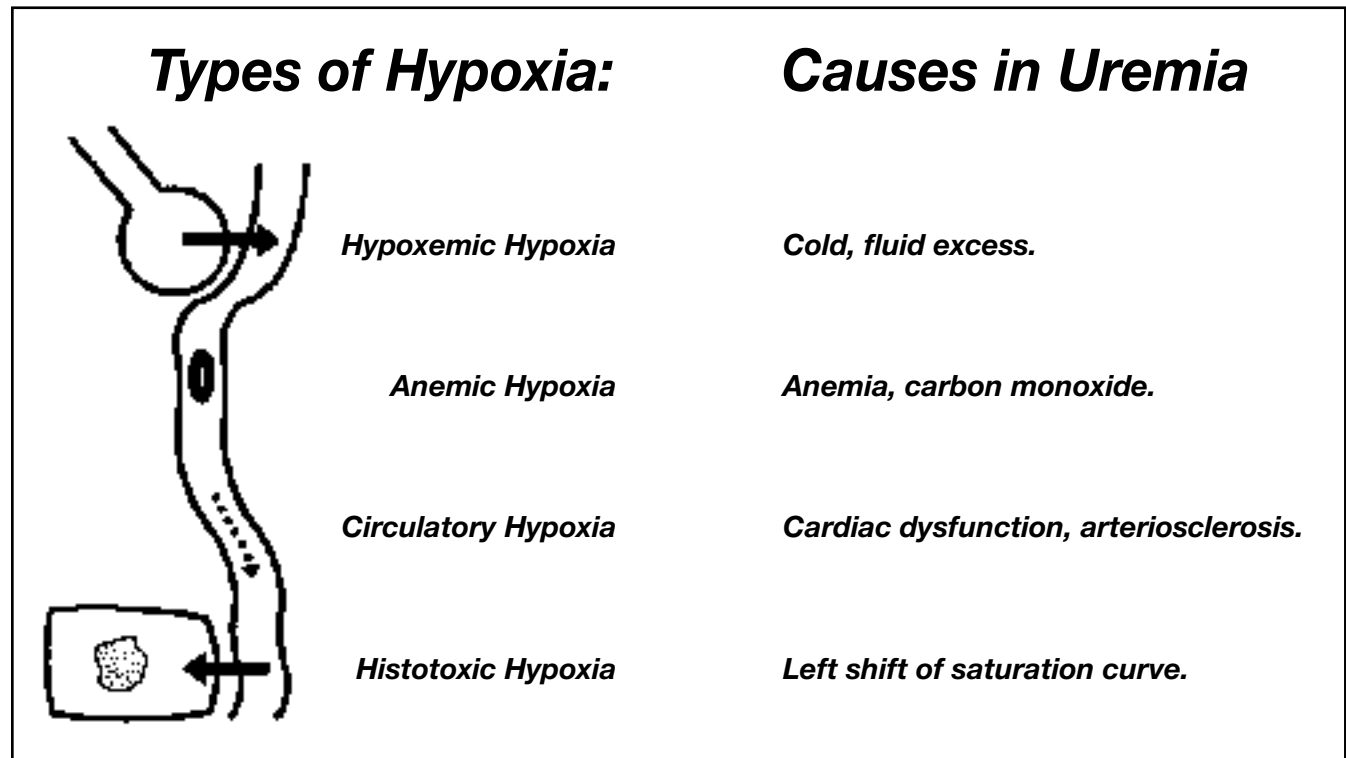 Types of Hypoxia: Causes in Uremia
Hypoxemic Hypoxia Cold, fluid excess.
Anemic Hypoxia Anemia, carbon monoxide.
Circulatory Hypoxia Cardiac dysfunction, arteriosclerosis.
Histotoxic Hypoxia Left shift of saturation curve.